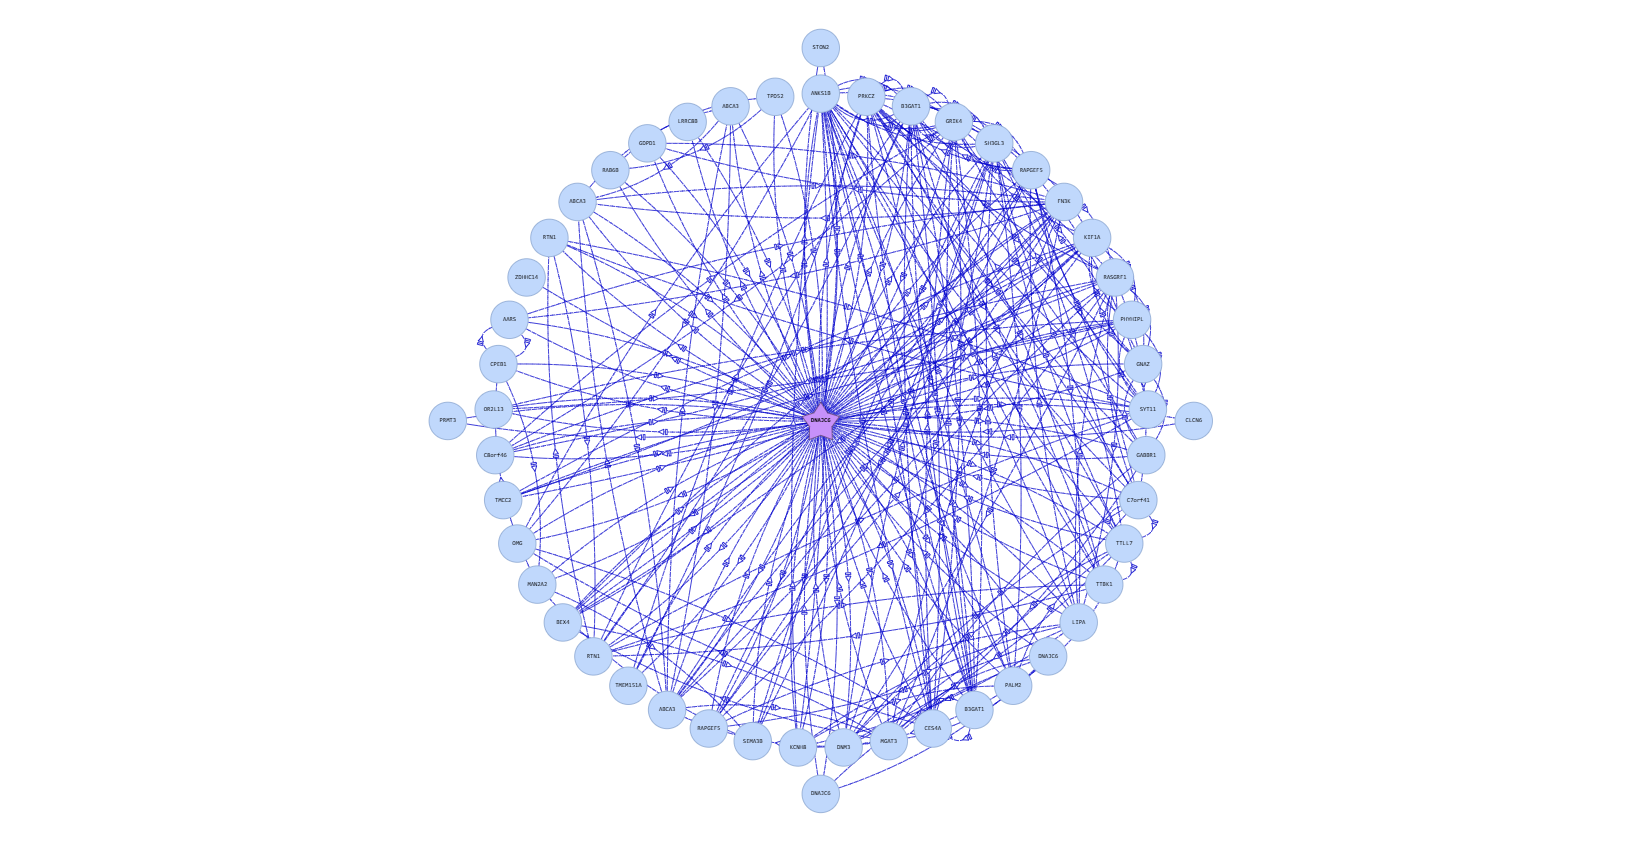 STON2
TPD52
ANKS1B
PRKCZ
ABCA3
B3GAT1
LRRC8B
GRIK4
GDPD1
SH3GL3
RAB6B
RAPGEF5
ABCA3
FN3K
RTN1
KIF1A
ZDHHC14
RASGRF1
AARS
PHYHIPL
CPEB1
GNAZ
OR2L13
SYT11
PRMT3
DNAJC6
CLCN6
C8orf46
GABBR1
TMCC2
C7orf41
OMG
TTLL7
MAN2A2
TTBK1
BEX4
LIPA
RTN1
DNAJC6
TMEM151A
PALM2
ABCA3
B3GAT1
RAPGEF5
CES4A
SEMA3B
MGAT3
KCNH8
DNM3
DNAJC6